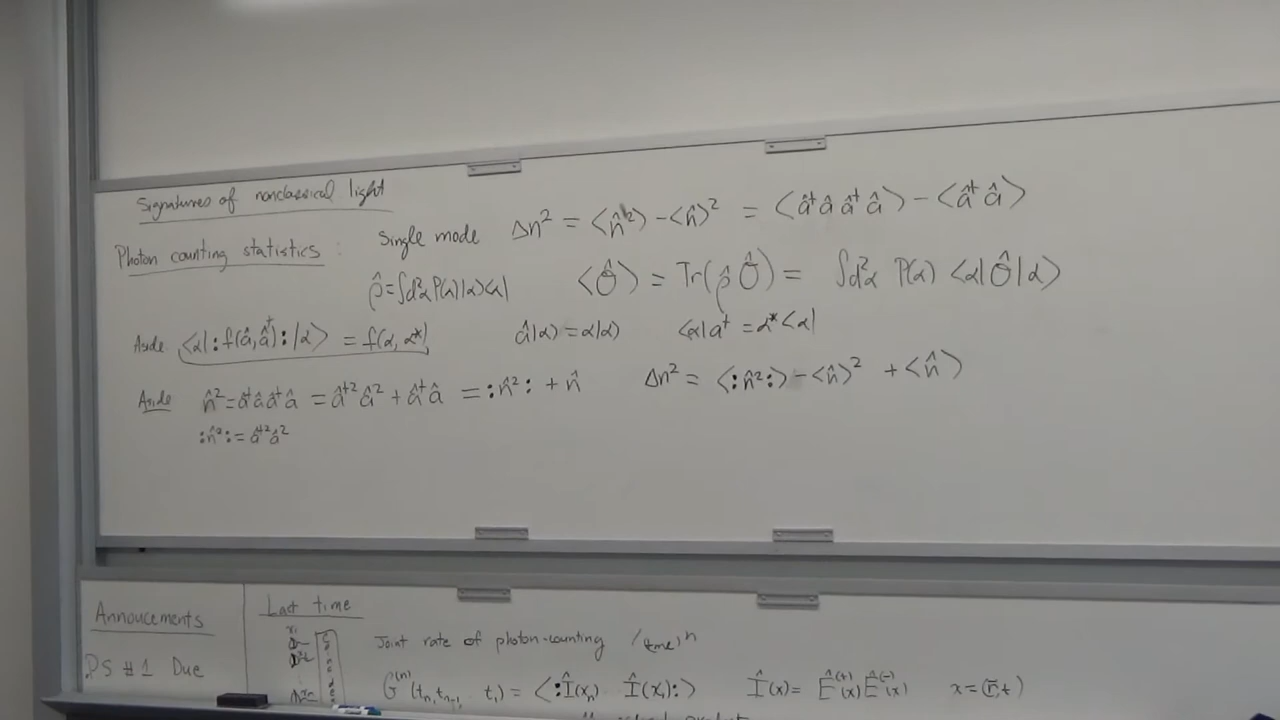 Signatures of nonclassical light
Photon counting statistics : Single mode Δn² = ⟨n̂²⟩ - ⟨n̂⟩² = ⟨â†â â†â⟩ - ⟨â†â⟩
ρ̂ = ∫d²α P(α)|α⟩⟨α| ⟨Ô⟩ = Tr(ρ̂Ô) = ∫d²α P(α) ⟨α|Ô|α⟩
Aside ⟨α|:f(â,â†):|α⟩ = f(α,α*) â|α⟩ = α|α⟩ ⟨α|a† = α*⟨α|
Aside n̂² = â†ââ†â = â†²â² + â†â = :n̂²: + n̂ Δn² = ⟨:n̂²:⟩ - ⟨n̂⟩² + ⟨n̂⟩
:n̂²: = â†²â²
Annoucements
PS #1 Due
Last time
Joint rate of photon-counting /(time)ⁿ
G⁽ⁿ⁾(tₙ,tₙ₋₁ t₁) = ⟨:Î(xₙ) Î(x₁):⟩ Î(x) = Ê⁽⁺⁾(x)Ê⁽⁻⁾(x) x=(r̄,t)